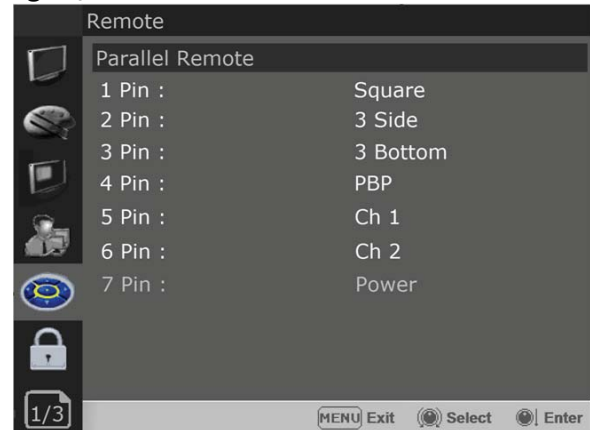 Remote
Parallel Remote
1 Pin : Square
2 Pin : 3 Side
3 Pin : 3 Bottom
4 Pin : PBP
5 Pin : Ch 1
6 Pin : Ch 2
7 Pin : Power
1/3 MENU Exit Select Enter